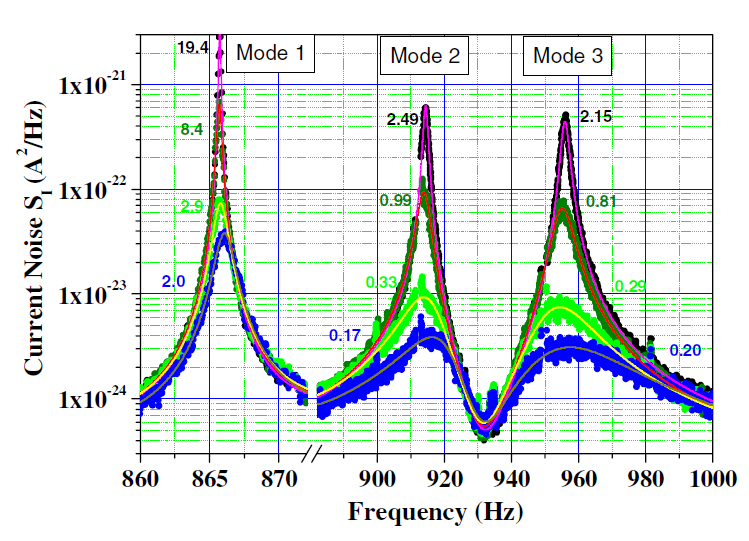 Mode 1
Mode 2
Mode 3
19.4
8.4
2.9
2.0
2.49
0.99
0.33
0.17
2.15
0.81
0.29
0.20
1x10⁻²¹
1x10⁻²²
1x10⁻²³
1x10⁻²⁴
Current Noise S_I (A²/Hz)
860 865 870 // 900 920 940 960 980 1000
Frequency (Hz)